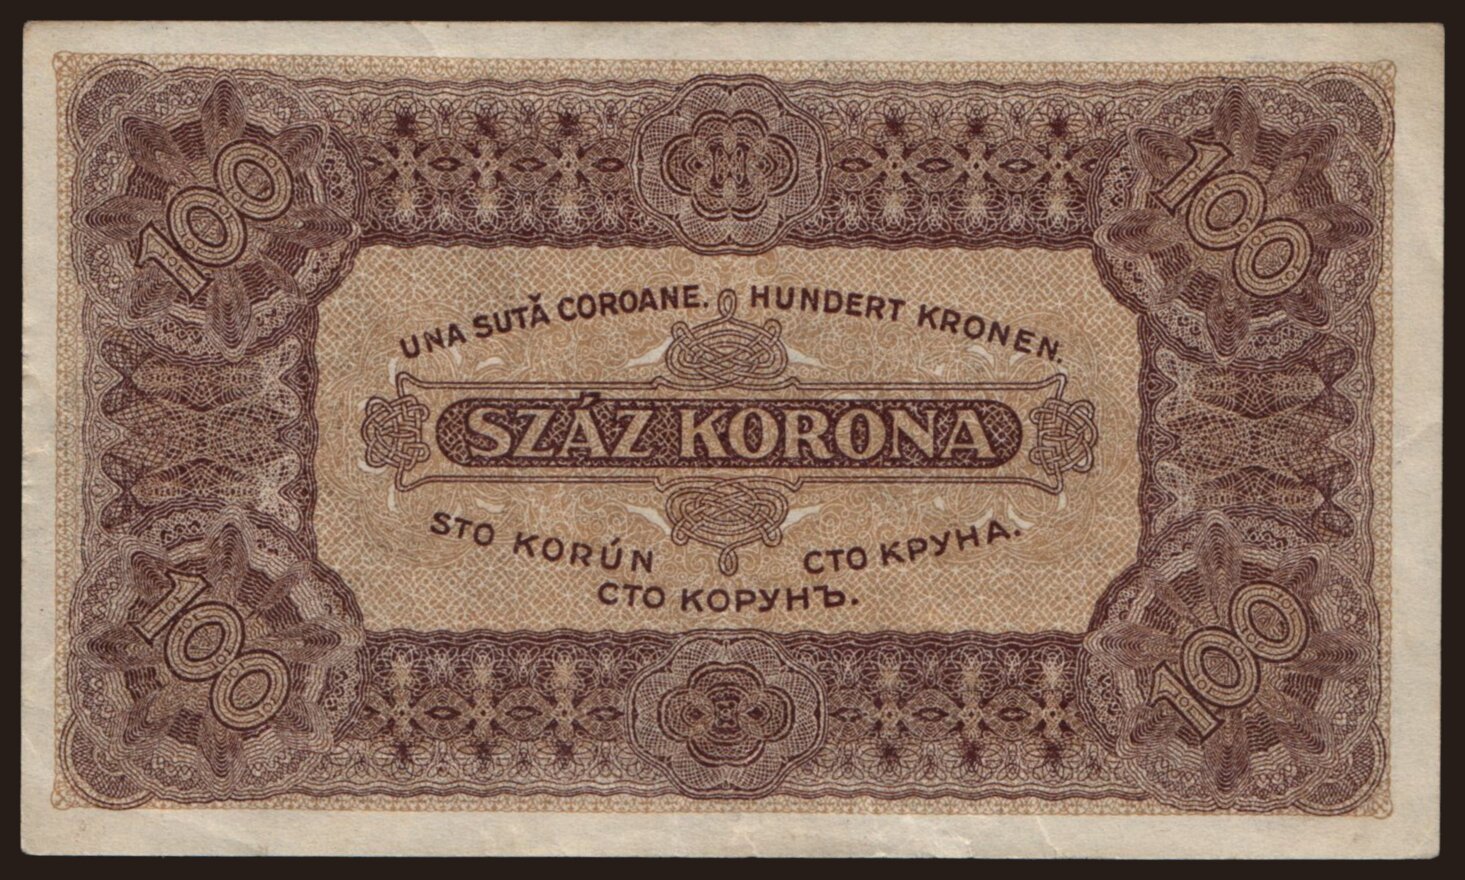 100
100
UNA SUTĂ COROANE. HUNDERT KRONEN.
SZÁZ KORONA
STO KORÚN
СТО КРУНА.
СТО КОРУНЪ.
100
100